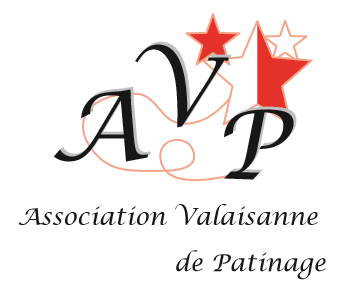 AVP
Association Valaisanne
de Patinage